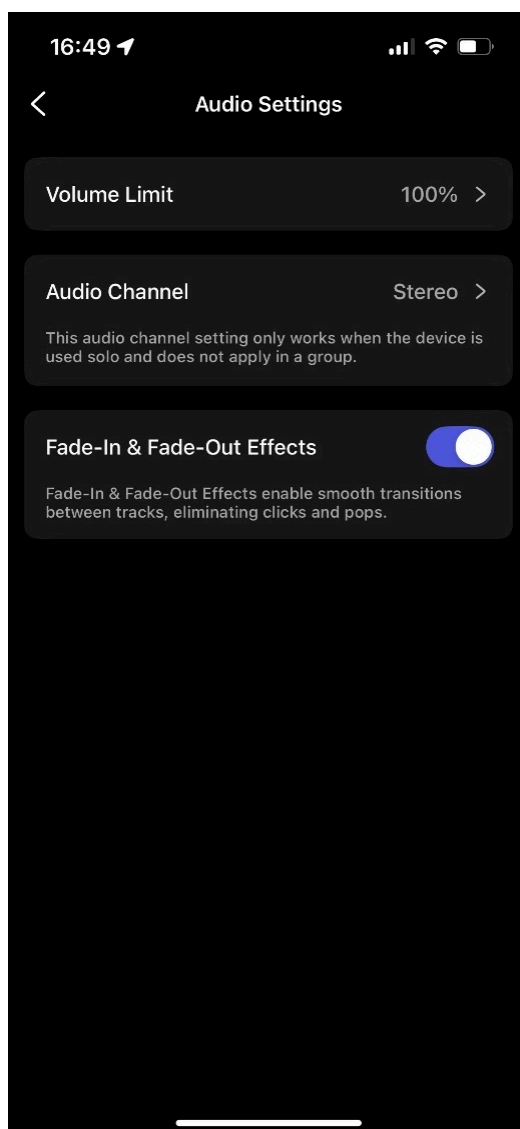 16:49
Audio Settings
Volume Limit 100%
Audio Channel Stereo
This audio channel setting only works when the device is
used solo and does not apply in a group.
Fade-In & Fade-Out Effects
Fade-In & Fade-Out Effects enable smooth transitions
between tracks, eliminating clicks and pops.